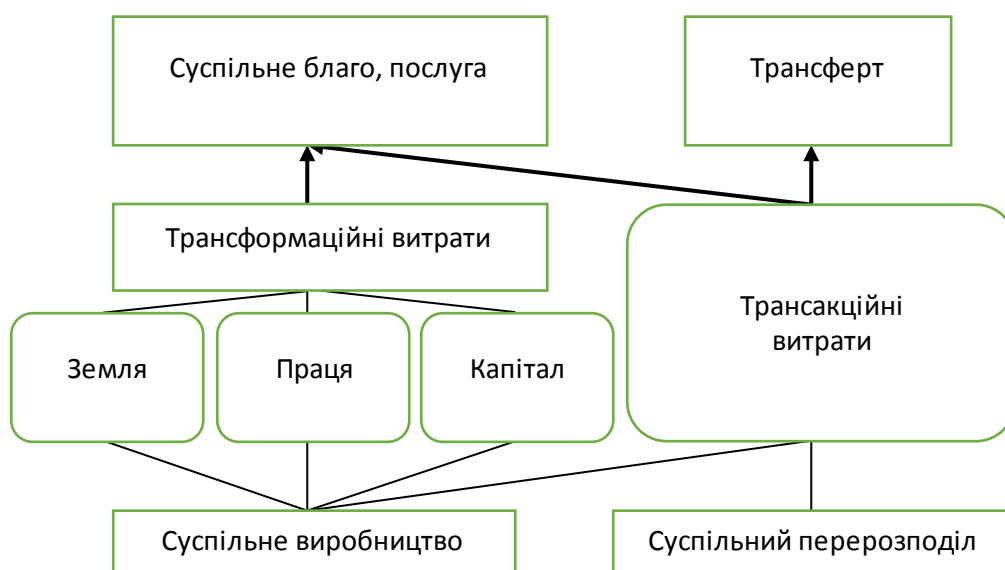 Суспільне благо, послуга
Трансферт
Трансформаційні витрати
Трансакційні
витрати
Земля
Праця
Капітал
Суспільне виробництво
Суспільний перерозподіл